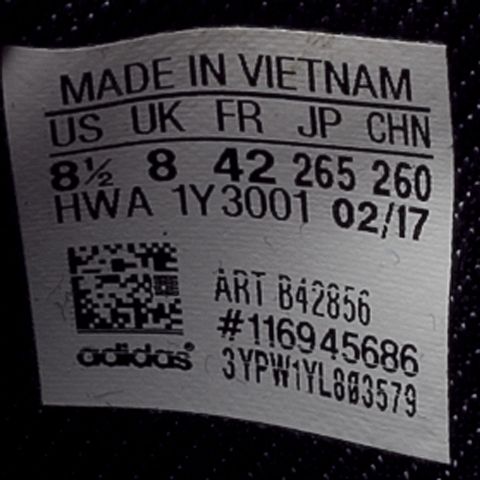 MADE IN VIETNAM
US UK FR JP CHN
8½ 8 42 265 260
HWA 1Y3001 02/17
ART B42856
#116945686
adidas®
3YPW1YL803579